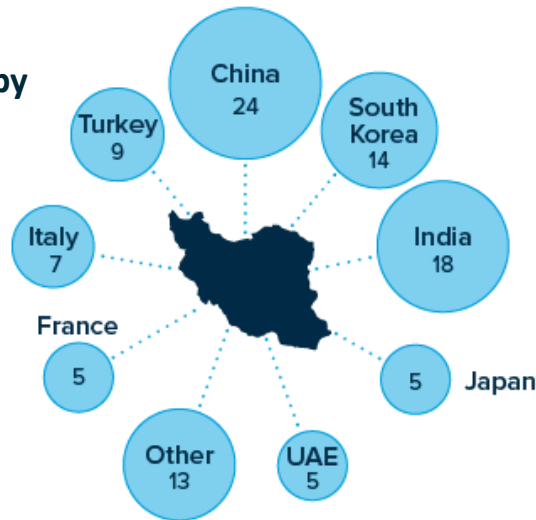 by
China
24
South
Korea
14
Turkey
9
India
18
Italy
7
France
5
5
Japan
Other
13
UAE
5